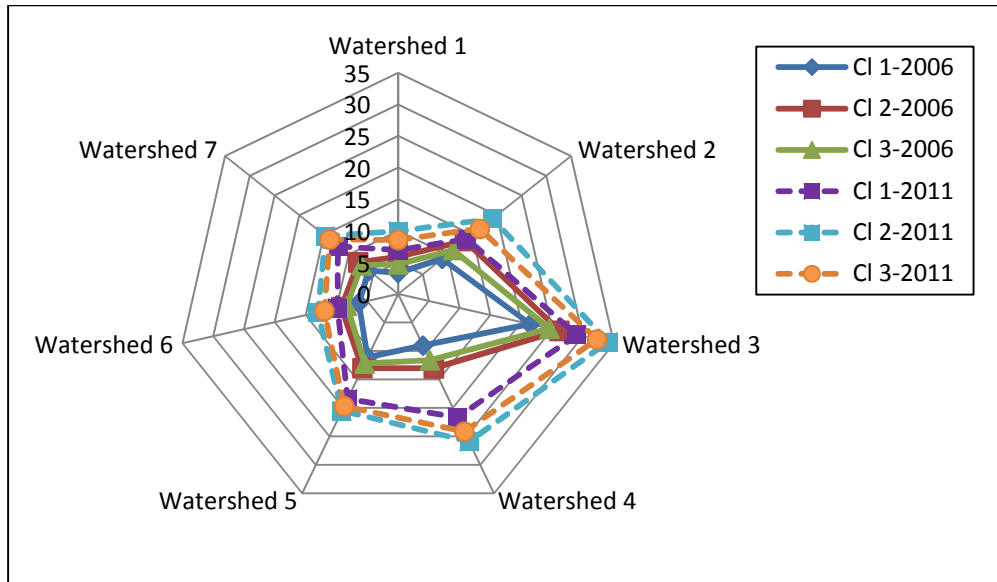 Watershed 1
35
30
25
20
15
10
5
0
Watershed 2
Watershed 3
Watershed 4
Watershed 5
Watershed 6
Watershed 7
Cl 1-2006
Cl 2-2006
Cl 3-2006
Cl 1-2011
Cl 2-2011
Cl 3-2011